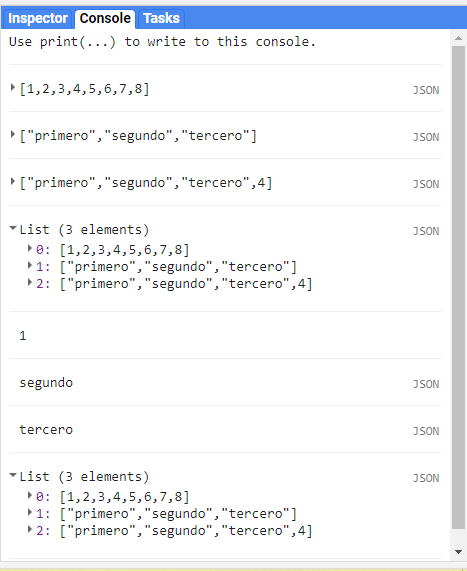 Inspector Console Tasks
Use print(...) to write to this console.
[1,2,3,4,5,6,7,8] JSON
["primero","segundo","tercero"] JSON
["primero","segundo","tercero",4] JSON
List (3 elements) JSON
0: [1,2,3,4,5,6,7,8]
1: ["primero","segundo","tercero"]
2: ["primero","segundo","tercero",4]
1
segundo JSON
tercero JSON
List (3 elements) JSON
0: [1,2,3,4,5,6,7,8]
1: ["primero","segundo","tercero"]
2: ["primero","segundo","tercero",4]